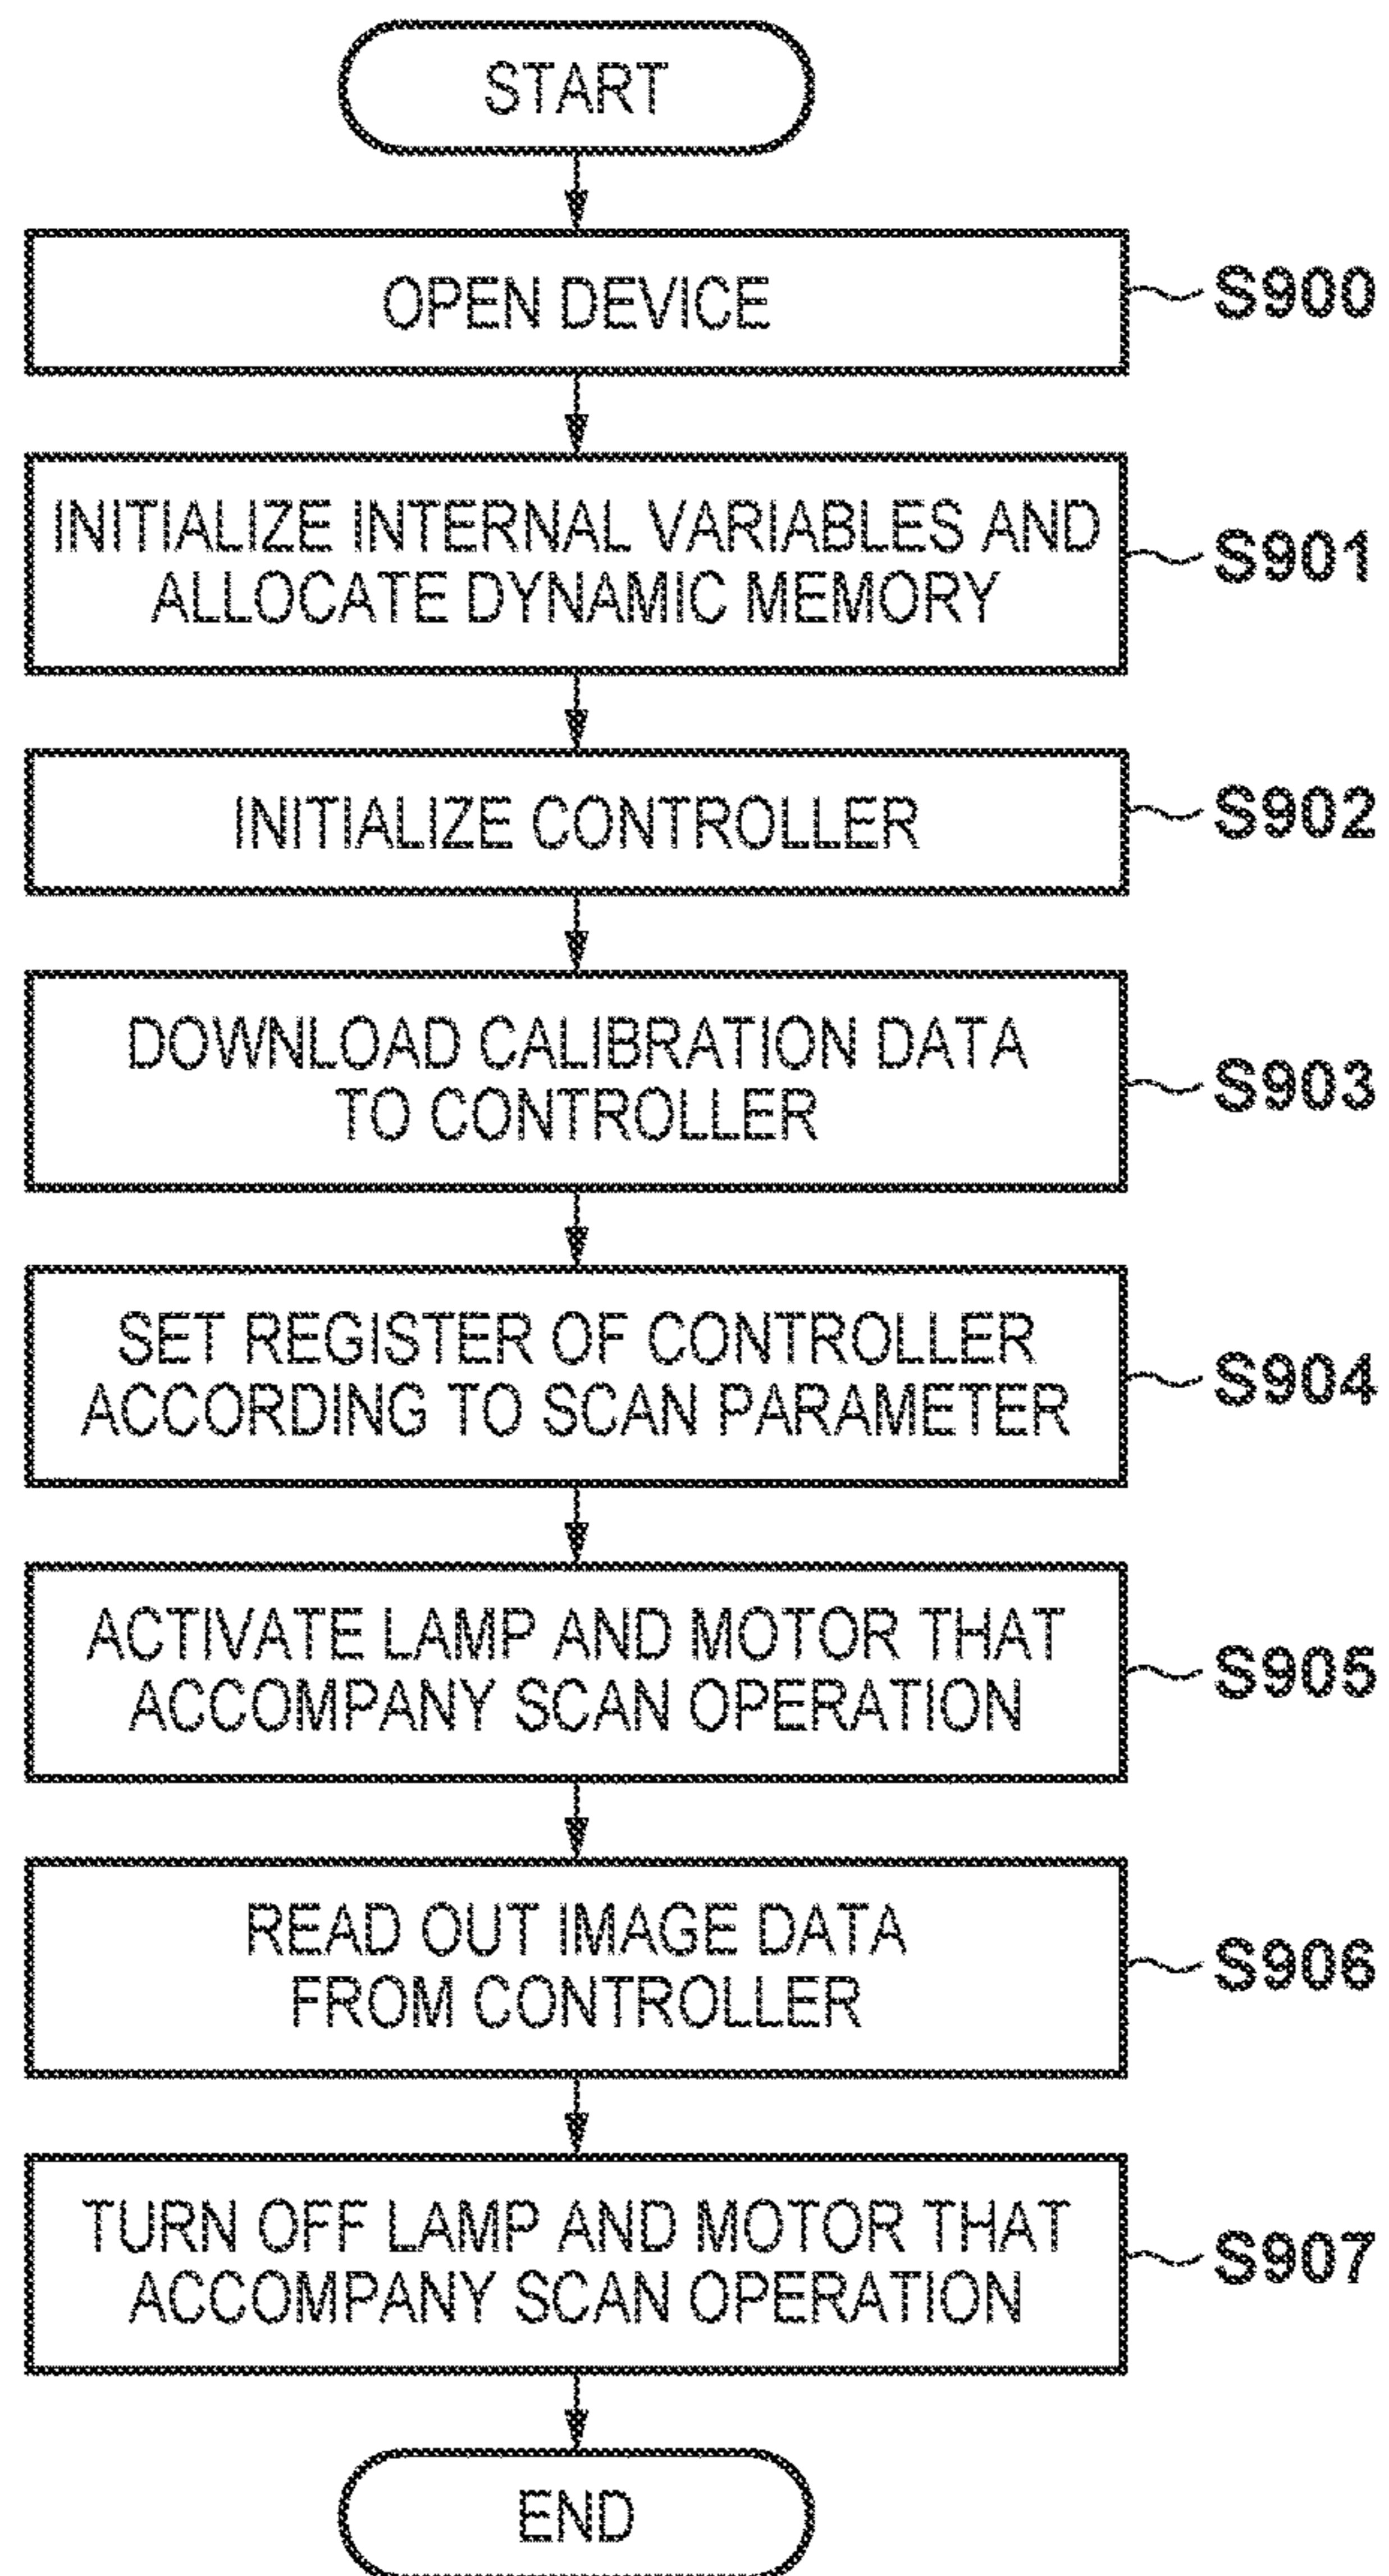 START
OPEN DEVICE
S900
INITIALIZE INTERNAL VARIABLES AND
ALLOCATE DYNAMIC MEMORY
S901
INITIALIZE CONTROLLER
S902
DOWNLOAD CALIBRATION DATA
TO CONTROLLER
S903
SET REGISTER OF CONTROLLER
ACCORDING TO SCAN PARAMETER
S904
ACTIVATE LAMP AND MOTOR THAT
ACCOMPANY SCAN OPERATION
S905
READ OUT IMAGE DATA
FROM CONTROLLER
S906
TURN OFF LAMP AND MOTOR THAT
ACCOMPANY SCAN OPERATION
S907
END